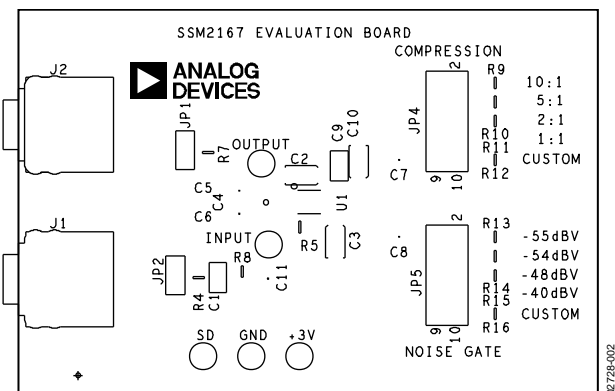 SSM2167 EVALUATION BOARD
COMPRESSION
J2
ANALOG
DEVICES
2
R9
10:1
5:1
2:1
1:1
CUSTOM
JP4
R10
R11
R12
9
10
JP1
R7
OUTPUT
C2
C9
C10
C7
C5
C4
C6
U1
J1
INPUT
R5
C3
C8
R8
C11
JP2
R4
C1
2
R13
-55dBV
-54dBV
-48dBV
-40dBV
CUSTOM
JP5
R14
R15
R16
9
10
NOISE GATE
SD
GND
+3V
02728-002